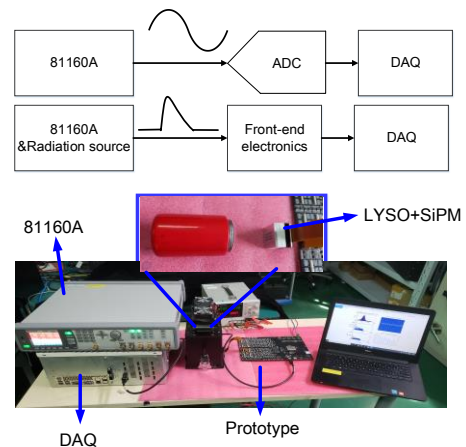 81160A
ADC
DAQ
81160A
&Radiation source
Front-end
electronics
DAQ
LYSO+SiPM
81160A
Prototype
DAQ